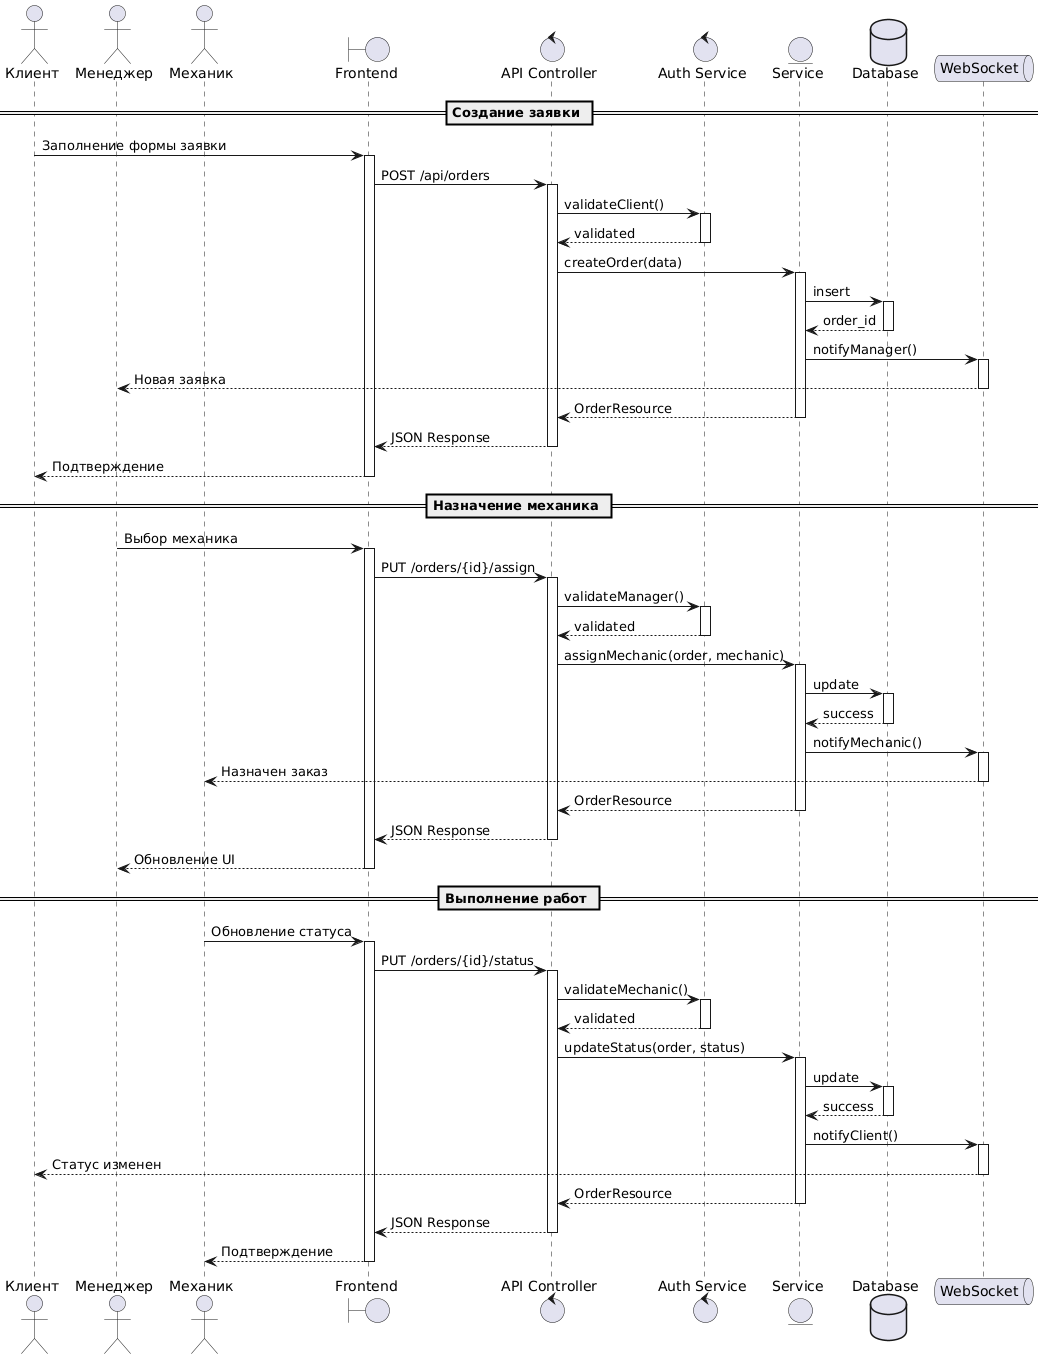 Клиент
Менеджер
Механик
Frontend
API Controller
Auth Service
Service
Database
WebSocket
Создание заявки
Заполнение формы заявки
POST /api/orders
validateClient()
validated
createOrder(data)
insert
order_id
notifyManager()
Новая заявка
OrderResource
JSON Response
Подтверждение
Назначение механика
Выбор механика
PUT /orders/{id}/assign
validateManager()
validated
assignMechanic(order, mechanic)
update
success
notifyMechanic()
Назначен заказ
OrderResource
JSON Response
Обновление UI
Выполнение работ
Обновление статуса
PUT /orders/{id}/status
validateMechanic()
validated
updateStatus(order, status)
update
success
notifyClient()
Статус изменен
OrderResource
JSON Response
Подтверждение
Клиент
Менеджер
Механик
Frontend
API Controller
Auth Service
Service
Database
WebSocket